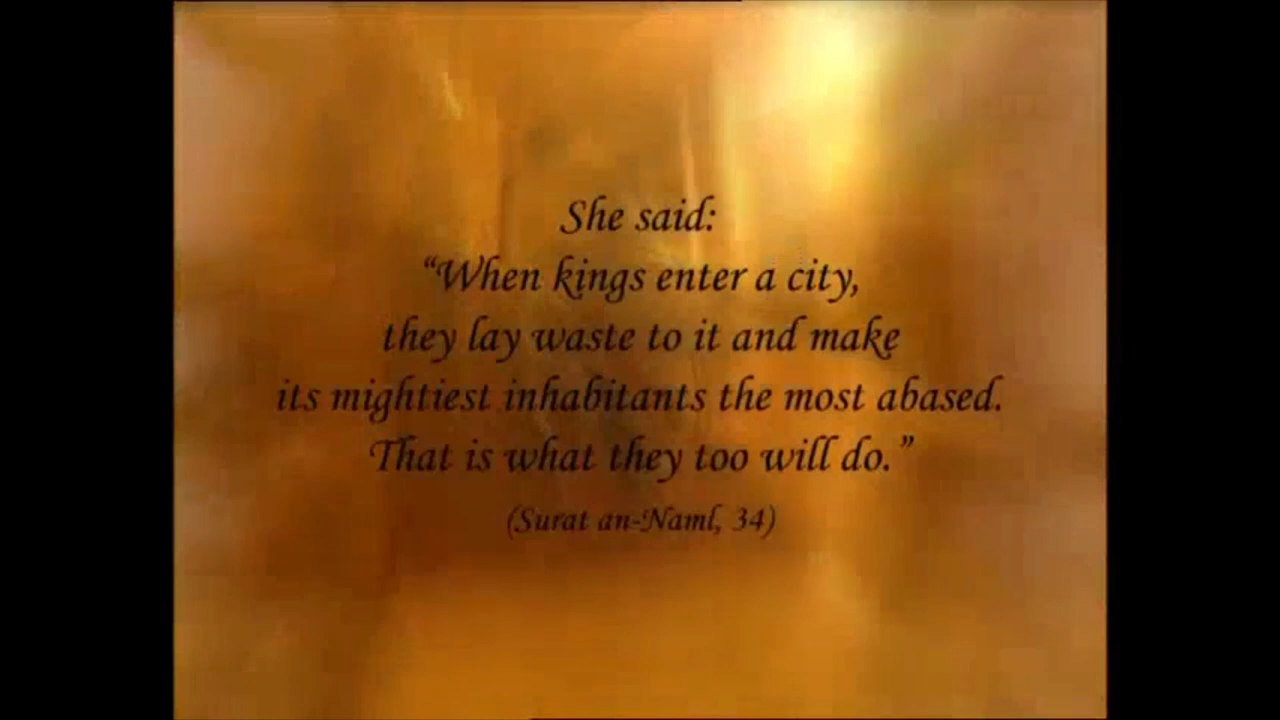 She said:
“When kings enter a city,
they lay waste to it and make
its mightiest inhabitants the most abased.
That is what they too will do.”
(Surat an-Naml, 34)